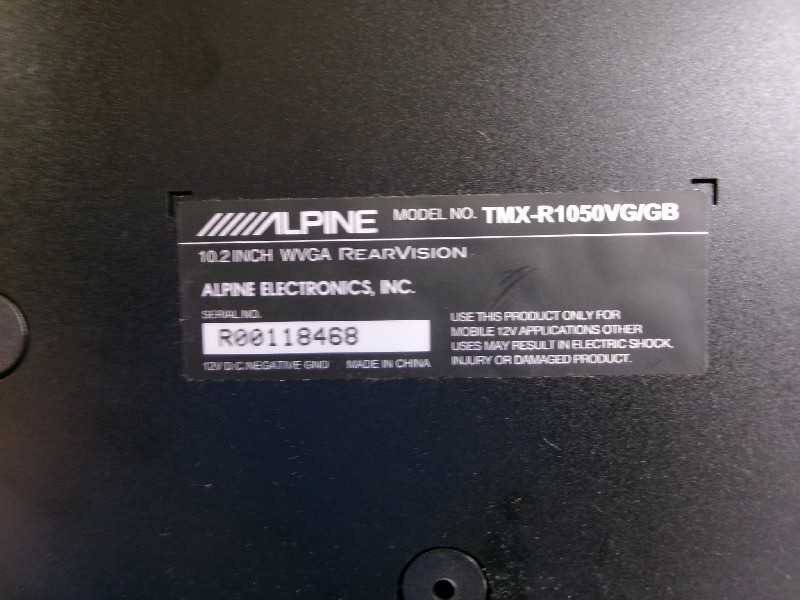 ALPINE MODEL NO. TMX-R1050VG/GB
10.2 INCH WVGA REARVISION
ALPINE ELECTRONICS, INC.
SERIAL NO.
R00118468
12V D.C. NEGATIVE GND MADE IN CHINA
USE THIS PRODUCT ONLY FOR
MOBILE 12V APPLICATIONS OTHER
USES MAY RESULT IN ELECTRIC SHOCK,
INJURY OR DAMAGED PRODUCT.